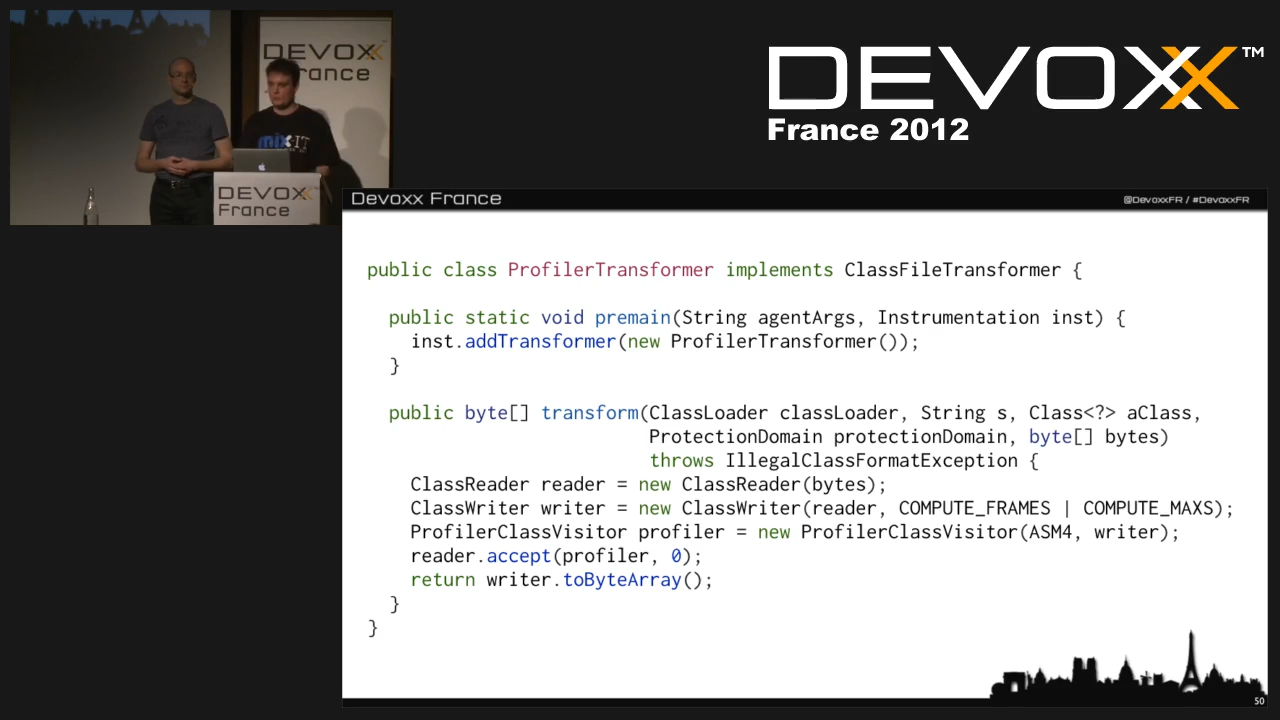 DEVOXX
France
mix-IT
DEVOXX
France
DEVOXX™
France 2012
Devoxx France
@DevoxxFR / #DevoxxFR
public class ProfilerTransformer implements ClassFileTransformer {
public static void premain(String agentArgs, Instrumentation inst) {
inst.addTransformer(new ProfilerTransformer());
}
public byte[] transform(ClassLoader classLoader, String s, Class<?> aClass,
ProtectionDomain protectionDomain, byte[] bytes)
throws IllegalClassFormatException {
ClassReader reader = new ClassReader(bytes);
ClassWriter writer = new ClassWriter(reader, COMPUTE_FRAMES | COMPUTE_MAXS);
ProfilerClassVisitor profiler = new ProfilerClassVisitor(ASM4, writer);
reader.accept(profiler, 0);
return writer.toByteArray();
}
}
50